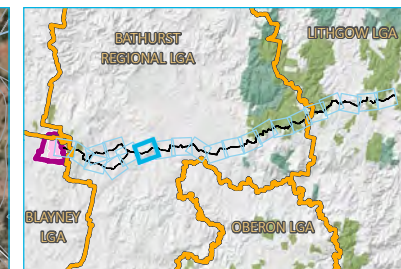 BATHURST
REGIONAL LGA
LITHGOW LGA
BLAYNEY
LGA
OBERON LGA